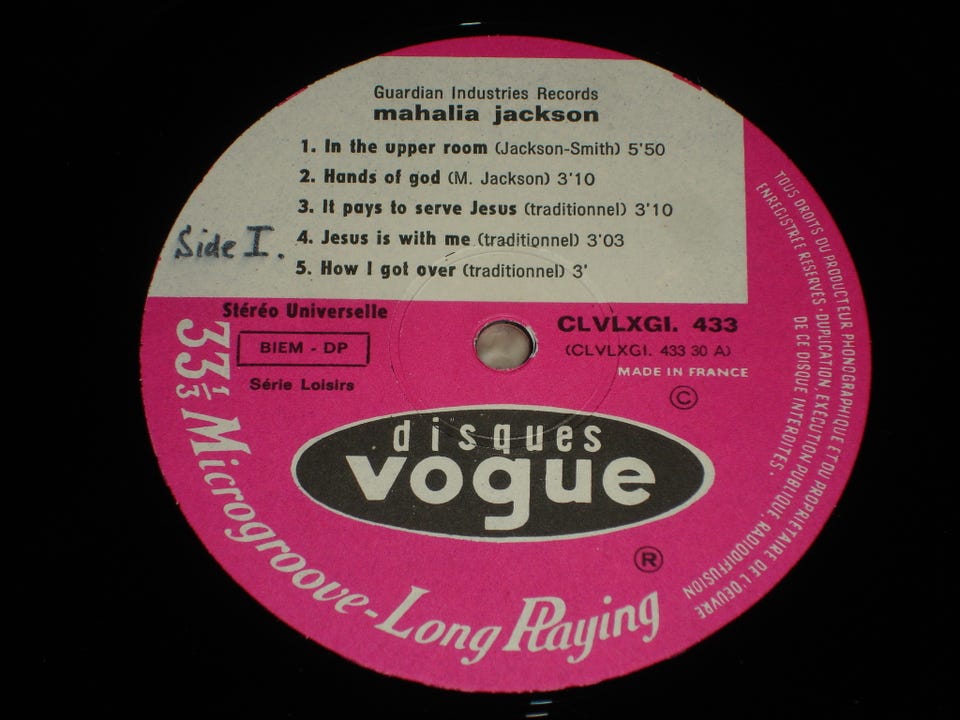 Guardian Industries Records
mahalia jackson
1. In the upper room (Jackson-Smith) 5'50
2. Hands of god (M. Jackson) 3'10
3. It pays to serve Jesus (traditionnel) 3'10
4. Jesus is with me (traditionnel) 3'03
5. How I got over (traditionnel) 3'
Side I.
Stéréo Universelle
BIEM - DP
Série Loisirs
CLVLXGI. 433
(CLVLXGI. 433 30 A)
MADE IN FRANCE
©
disques
vogue
®
33 1/3 Microgroove-Long Playing
TOUS DROITS DU PRODUCTEUR PHONOGRAPHIQUE ET DU PROPRIÉTAIRE DE L'OEUVRE
ENREGISTRÉE RÉSERVÉS · DUPLICATION, EXÉCUTION PUBLIQUE, RADIODIFFUSION
DE CE DISQUE INTERDITES.